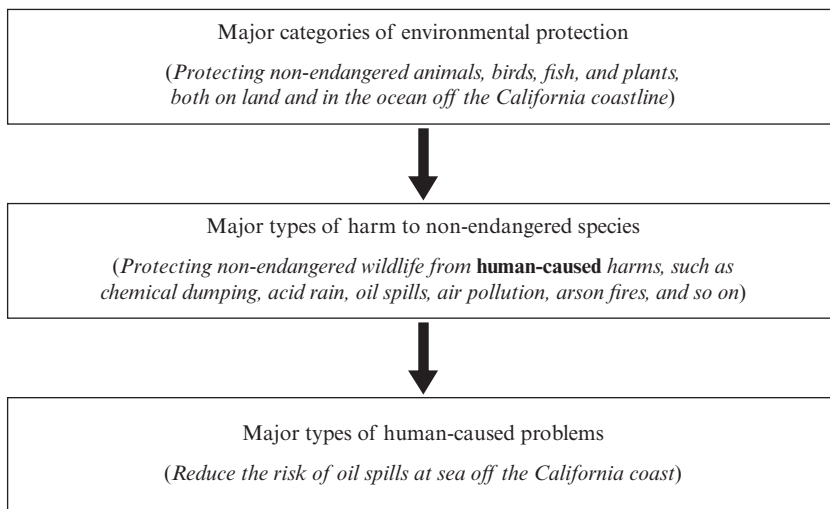 Major categories of environmental protection
(Protecting non-endangered animals, birds, fish, and plants,
both on land and in the ocean off the California coastline)
Major types of harm to non-endangered species
(Protecting non-endangered wildlife from human-caused harms, such as
chemical dumping, acid rain, oil spills, air pollution, arson fires, and so on)
Major types of human-caused problems
(Reduce the risk of oil spills at sea off the California coast)